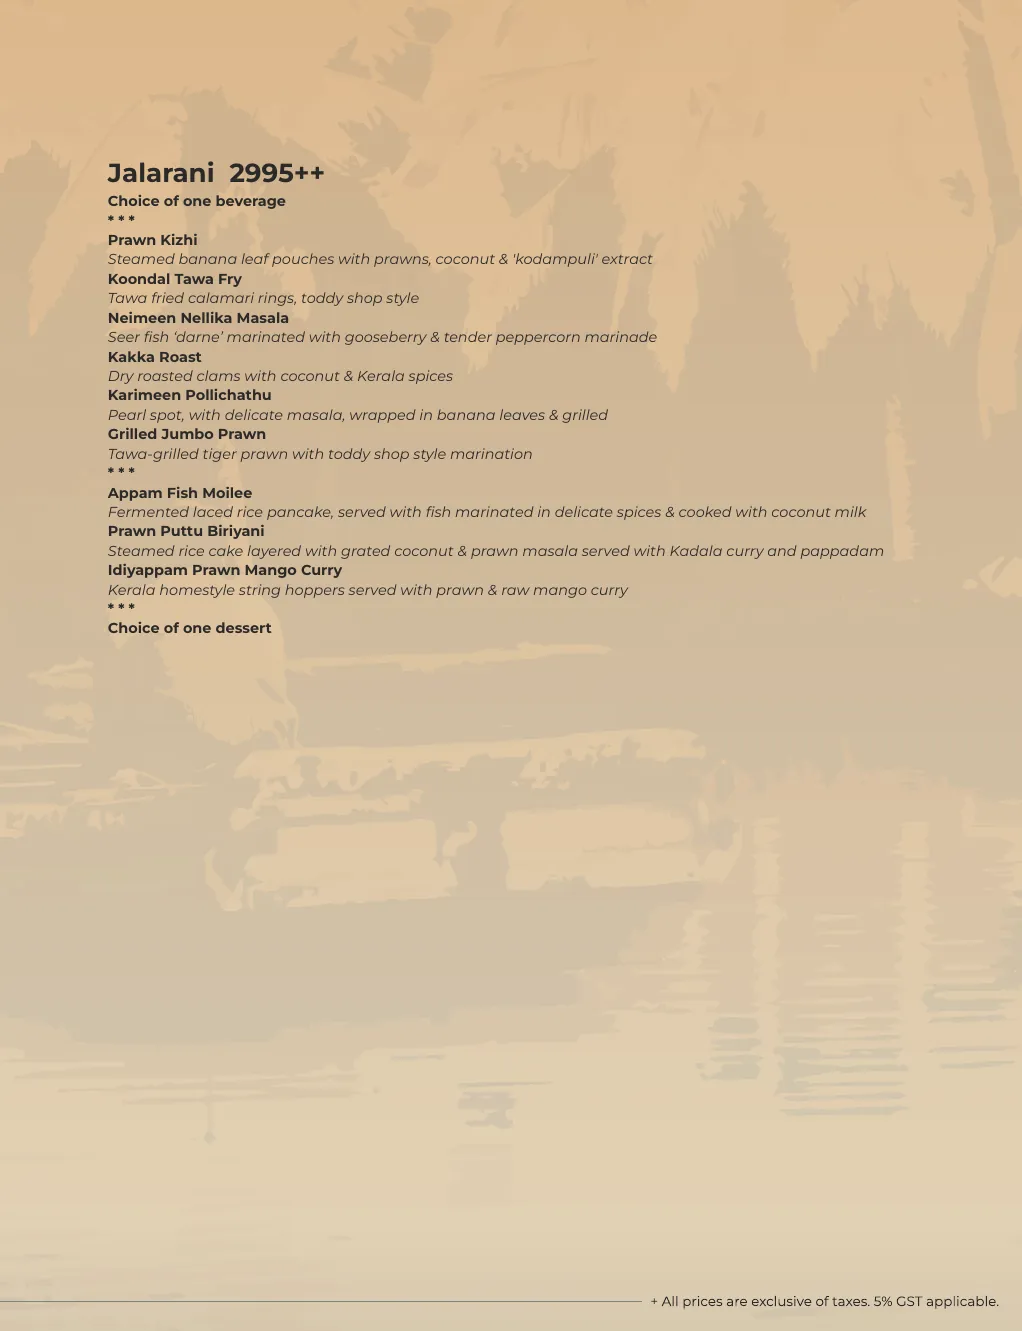 Jalarani 2995++
Choice of one beverage
* * *
Prawn Kizhi
Steamed banana leaf pouches with prawns, coconut & 'kodampuli' extract
Koondal Tawa Fry
Tawa fried calamari rings, toddy shop style
Neimeen Nellika Masala
Seer fish ‘darne’ marinated with gooseberry & tender peppercorn marinade
Kakka Roast
Dry roasted clams with coconut & Kerala spices
Karimeen Pollichathu
Pearl spot, with delicate masala, wrapped in banana leaves & grilled
Grilled Jumbo Prawn
Tawa-grilled tiger prawn with toddy shop style marination
* * *
Appam Fish Moilee
Fermented laced rice pancake, served with fish marinated in delicate spices & cooked with coconut milk
Prawn Puttu Biriyani
Steamed rice cake layered with grated coconut & prawn masala served with Kadala curry and pappadam
Idiyappam Prawn Mango Curry
Kerala homestyle string hoppers served with prawn & raw mango curry
* * *
Choice of one dessert
+ All prices are exclusive of taxes. 5% GST applicable.